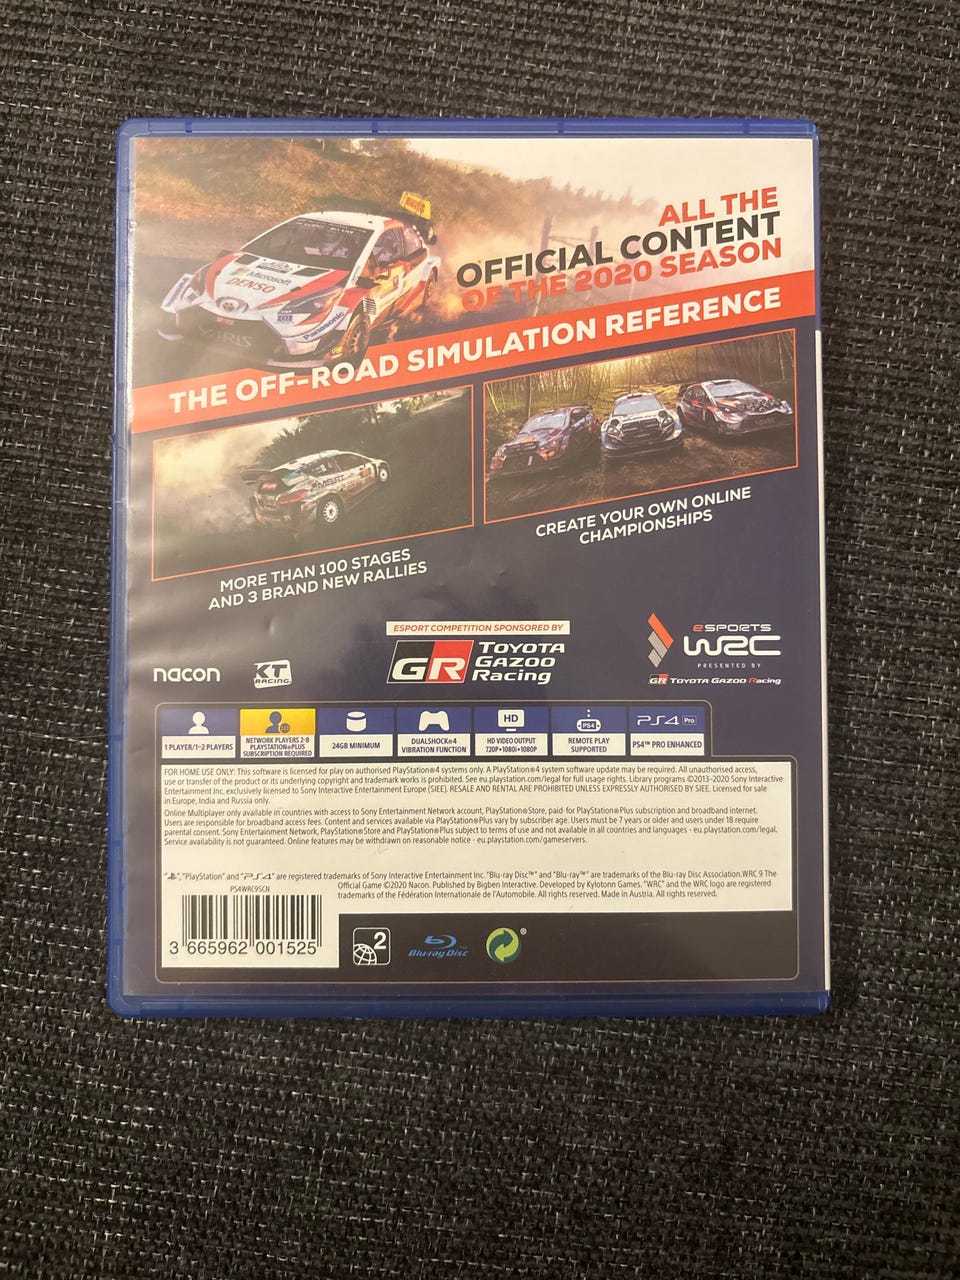 ALL THE
OFFICIAL CONTENT
OF THE 2020 SEASON
Microsoft
DENSO
Panasonic
THE OFF-ROAD SIMULATION REFERENCE
MORE THAN 100 STAGES
AND 3 BRAND NEW RALLIES
CREATE YOUR OWN ONLINE
CHAMPIONSHIPS
ESPORT COMPETITION SPONSORED BY
GR TOYOTA
GAZOO
Racing
eSPORTS
WRC
PRESENTED BY
GR TOYOTA GAZOO Racing
nacon
KT
RACING
1 PLAYER/1-2 PLAYERS
NETWORK PLAYERS 2-8
PLAYSTATION®PLUS
SUBSCRIPTION REQUIRED
24GB MINIMUM
DUALSHOCK®4
VIBRATION FUNCTION
HD
HD VIDEO OUTPUT
720P•1080i•1080P
PS4
REMOTE PLAY
SUPPORTED
PS4 Pro
PS4™ PRO ENHANCED
FOR HOME USE ONLY: This software is licensed for play on authorised PlayStation®4 systems only. A PlayStation®4 system software update may be required. All unauthorised access,
use or transfer of the product or its underlying copyright and trademark works is prohibited. See eu.playstation.com/legal for full usage rights. Library programs ©2013-2020 Sony Interactive
Entertainment Inc. exclusively licensed to Sony Interactive Entertainment Europe (SIEE). RESALE AND RENTAL ARE PROHIBITED UNLESS EXPRESSLY AUTHORISED BY SIEE. Licensed for sale
in Europe, India and Russia only.
Online Multiplayer only available in countries with access to Sony Entertainment Network account, PlayStation®Store, paid-for PlayStation®Plus subscription and broadband internet.
Users are responsible for broadband access fees. Content and services available via PlayStation®Plus vary by subscriber age. Users must be 7 years or older and users under 18 require
parental consent. Sony Entertainment Network, PlayStation®Store and PlayStation®Plus subject to terms of use and not available in all countries and languages - eu.playstation.com/legal.
Service availability is not guaranteed. Online features may be withdrawn on reasonable notice - eu.playstation.com/gameservers.
"PlayStation" and "PS4" are registered trademarks of Sony Interactive Entertainment Inc. "Blu-ray Disc™" and "Blu-ray™" are trademarks of the Blu-ray Disc Association. WRC 9 The
Official Game ©2020 Nacon. Published by Bigben Interactive. Developed by Kylotonn Games. "WRC" and the WRC logo are registered
trademarks of the Fédération Internationale de l'Automobile. All rights reserved. Made in Austria. All rights reserved.
PS4WRC9SCN
3 665962 001525
2
Blu-ray Disc™
®